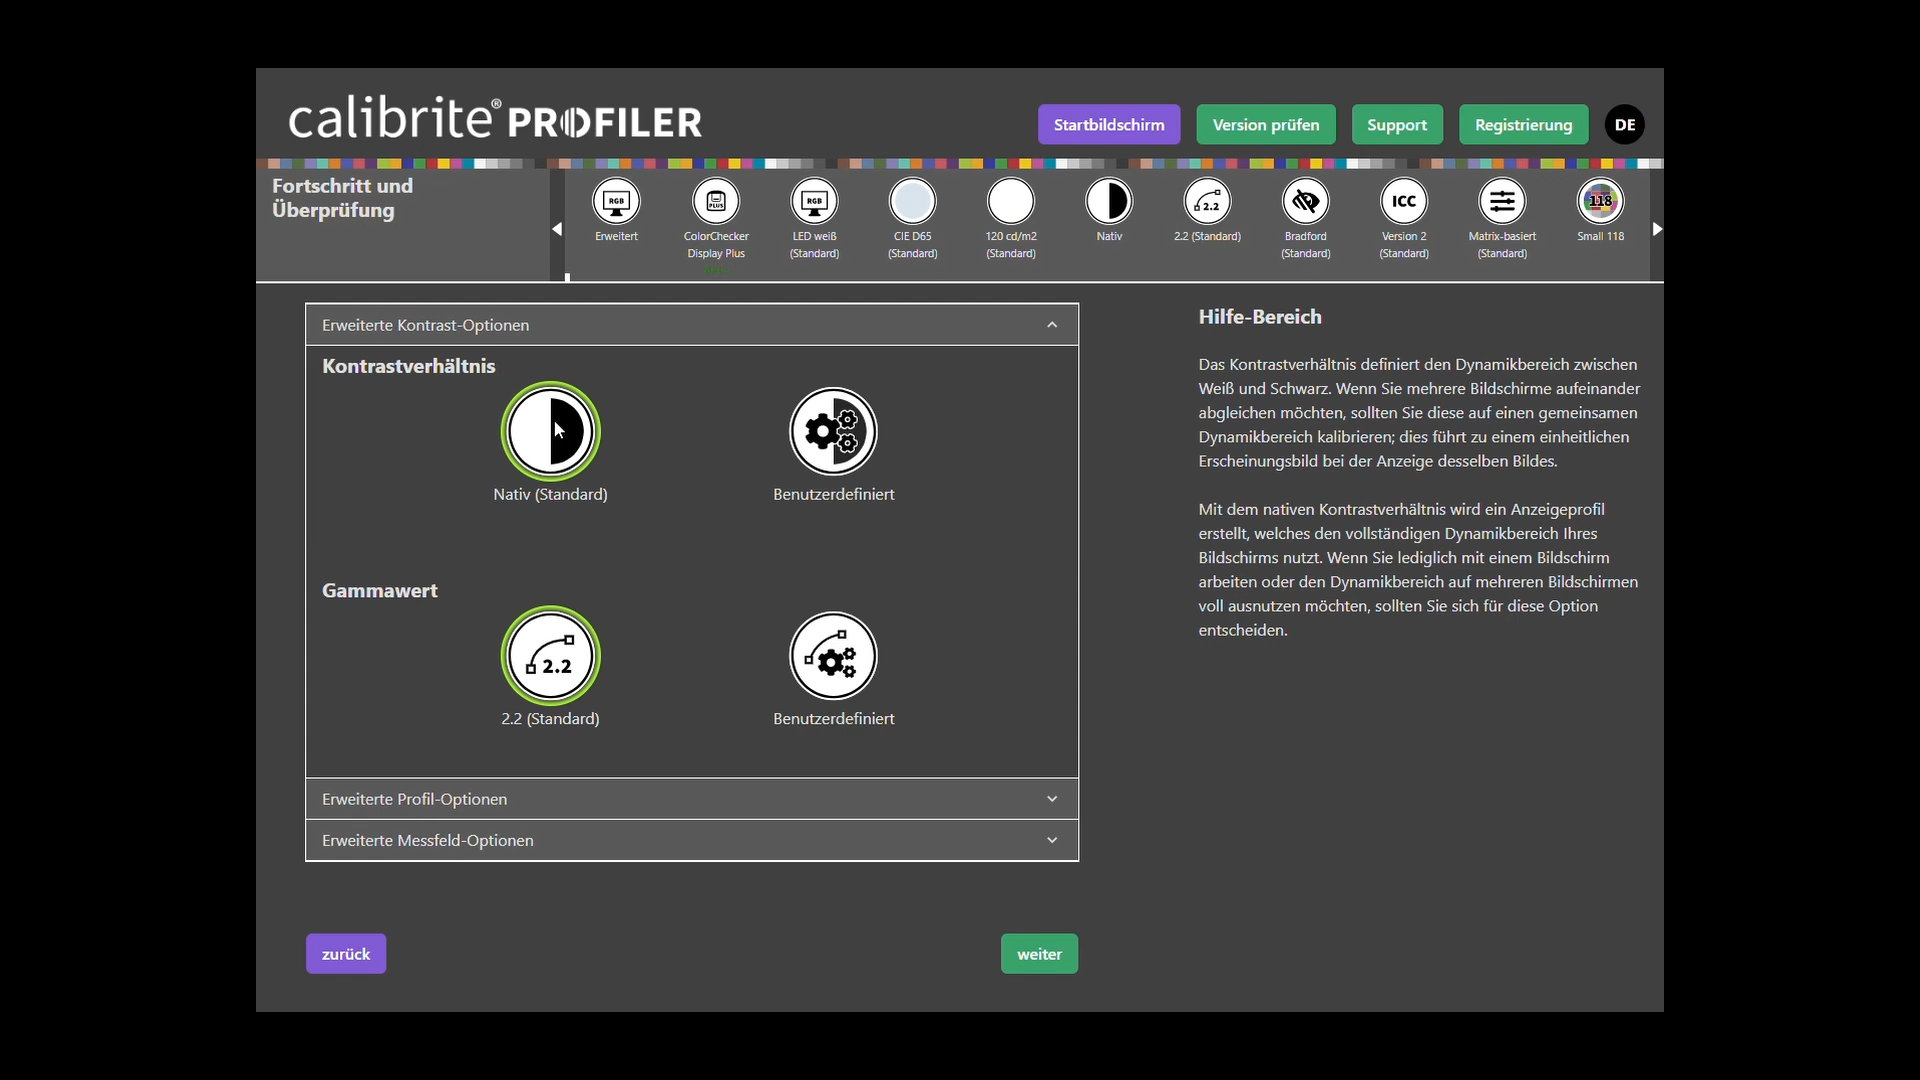 calibrite® PROFILER
Startbildschirm
Version prüfen
Support
Registrierung
DE
Fortschritt und
Überprüfung
RGB
Erweitert
PLUS
ColorChecker
Display Plus
RGB
LED weiß
(Standard)
CIE D65
(Standard)
120 cd/m2
(Standard)
Nativ
2.2
2.2 (Standard)
Bradford
(Standard)
ICC
Version 2
(Standard)
Matrix-basiert
(Standard)
118
Small 118
Erweiterte Kontrast-Optionen
Kontrastverhältnis
Nativ (Standard)
Benutzerdefiniert
Gammawert
2.2
2.2 (Standard)
Benutzerdefiniert
Erweiterte Profil-Optionen
Erweiterte Messfeld-Optionen
zurück
weiter
Hilfe-Bereich
Das Kontrastverhältnis definiert den Dynamikbereich zwischen
Weiß und Schwarz. Wenn Sie mehrere Bildschirme aufeinander
abgleichen möchten, sollten Sie diese auf einen gemeinsamen
Dynamikbereich kalibrieren; dies führt zu einem einheitlichen
Erscheinungsbild bei der Anzeige desselben Bildes.
Mit dem nativen Kontrastverhältnis wird ein Anzeigeprofil
erstellt, welches den vollständigen Dynamikbereich Ihres
Bildschirms nutzt. Wenn Sie lediglich mit einem Bildschirm
arbeiten oder den Dynamikbereich auf mehreren Bildschirmen
voll ausnutzen möchten, sollten Sie sich für diese Option
entscheiden.